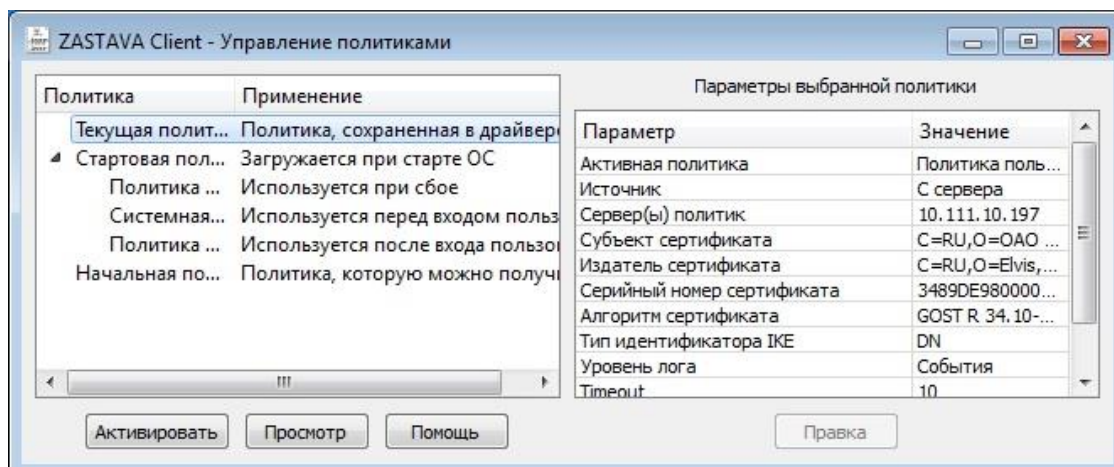 ZASTAVA Client - Управление политиками
Политика Применение
Текущая полит... Политика, сохраненная в драйвере
Стартовая пол... Загружается при старте ОС
Политика ... Используется при сбое
Системная... Используется перед входом польз
Политика ... Используется после входа пользо
Начальная по... Политика, которую можно получи
Параметры выбранной политики
Параметр Значение
Активная политика Политика поль...
Источник С сервера
Сервер(ы) политик 10.111.10.197
Субъект сертификата C=RU,O=ОАО ...
Издатель сертификата C=RU,O=Elvis,...
Серийный номер сертификата 3489DE980000...
Алгоритм сертификата GOST R 34.10-...
Тип идентификатора IKE DN
Уровень лога События
Timeout 10
Активировать Просмотр Помощь Правка